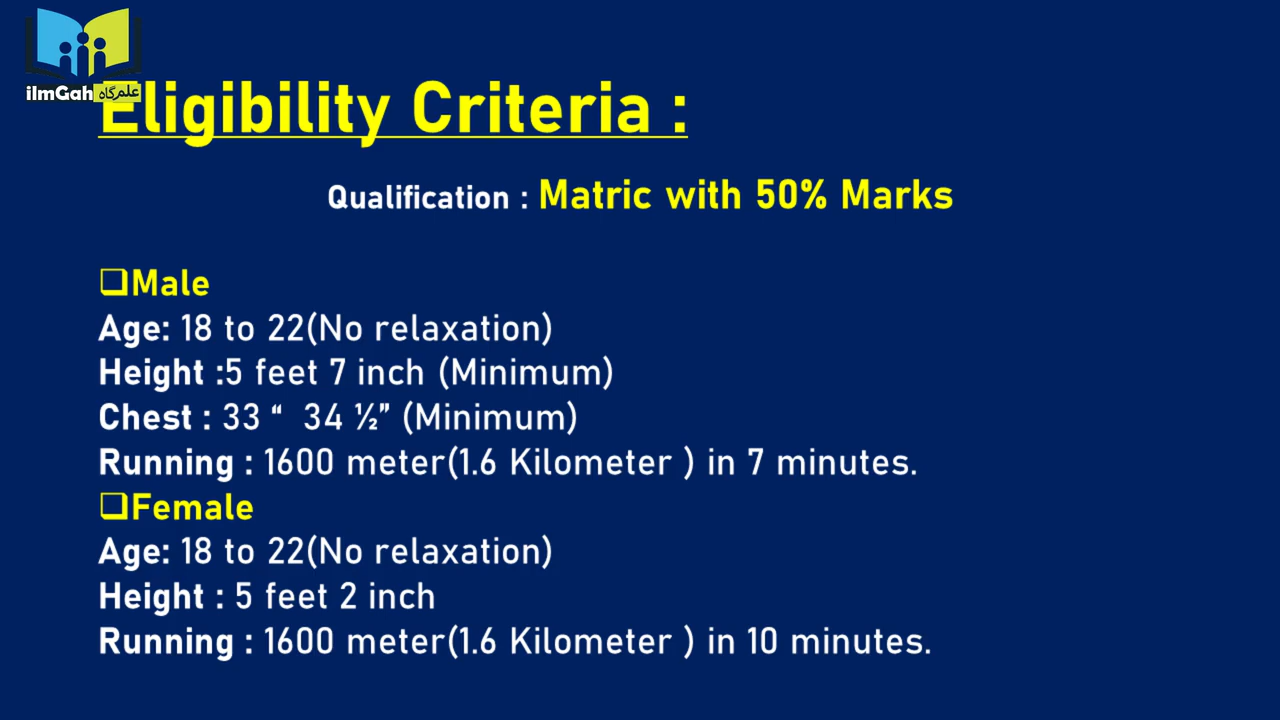 ilmGah علم گاہ
Eligibility Criteria :
Qualification : Matric with 50% Marks
❑Male
Age: 18 to 22(No relaxation)
Height :5 feet 7 inch (Minimum)
Chest : 33 “  34 ½” (Minimum)
Running : 1600 meter(1.6 Kilometer ) in 7 minutes.
❑Female
Age: 18 to 22(No relaxation)
Height : 5 feet 2 inch
Running : 1600 meter(1.6 Kilometer ) in 10 minutes.